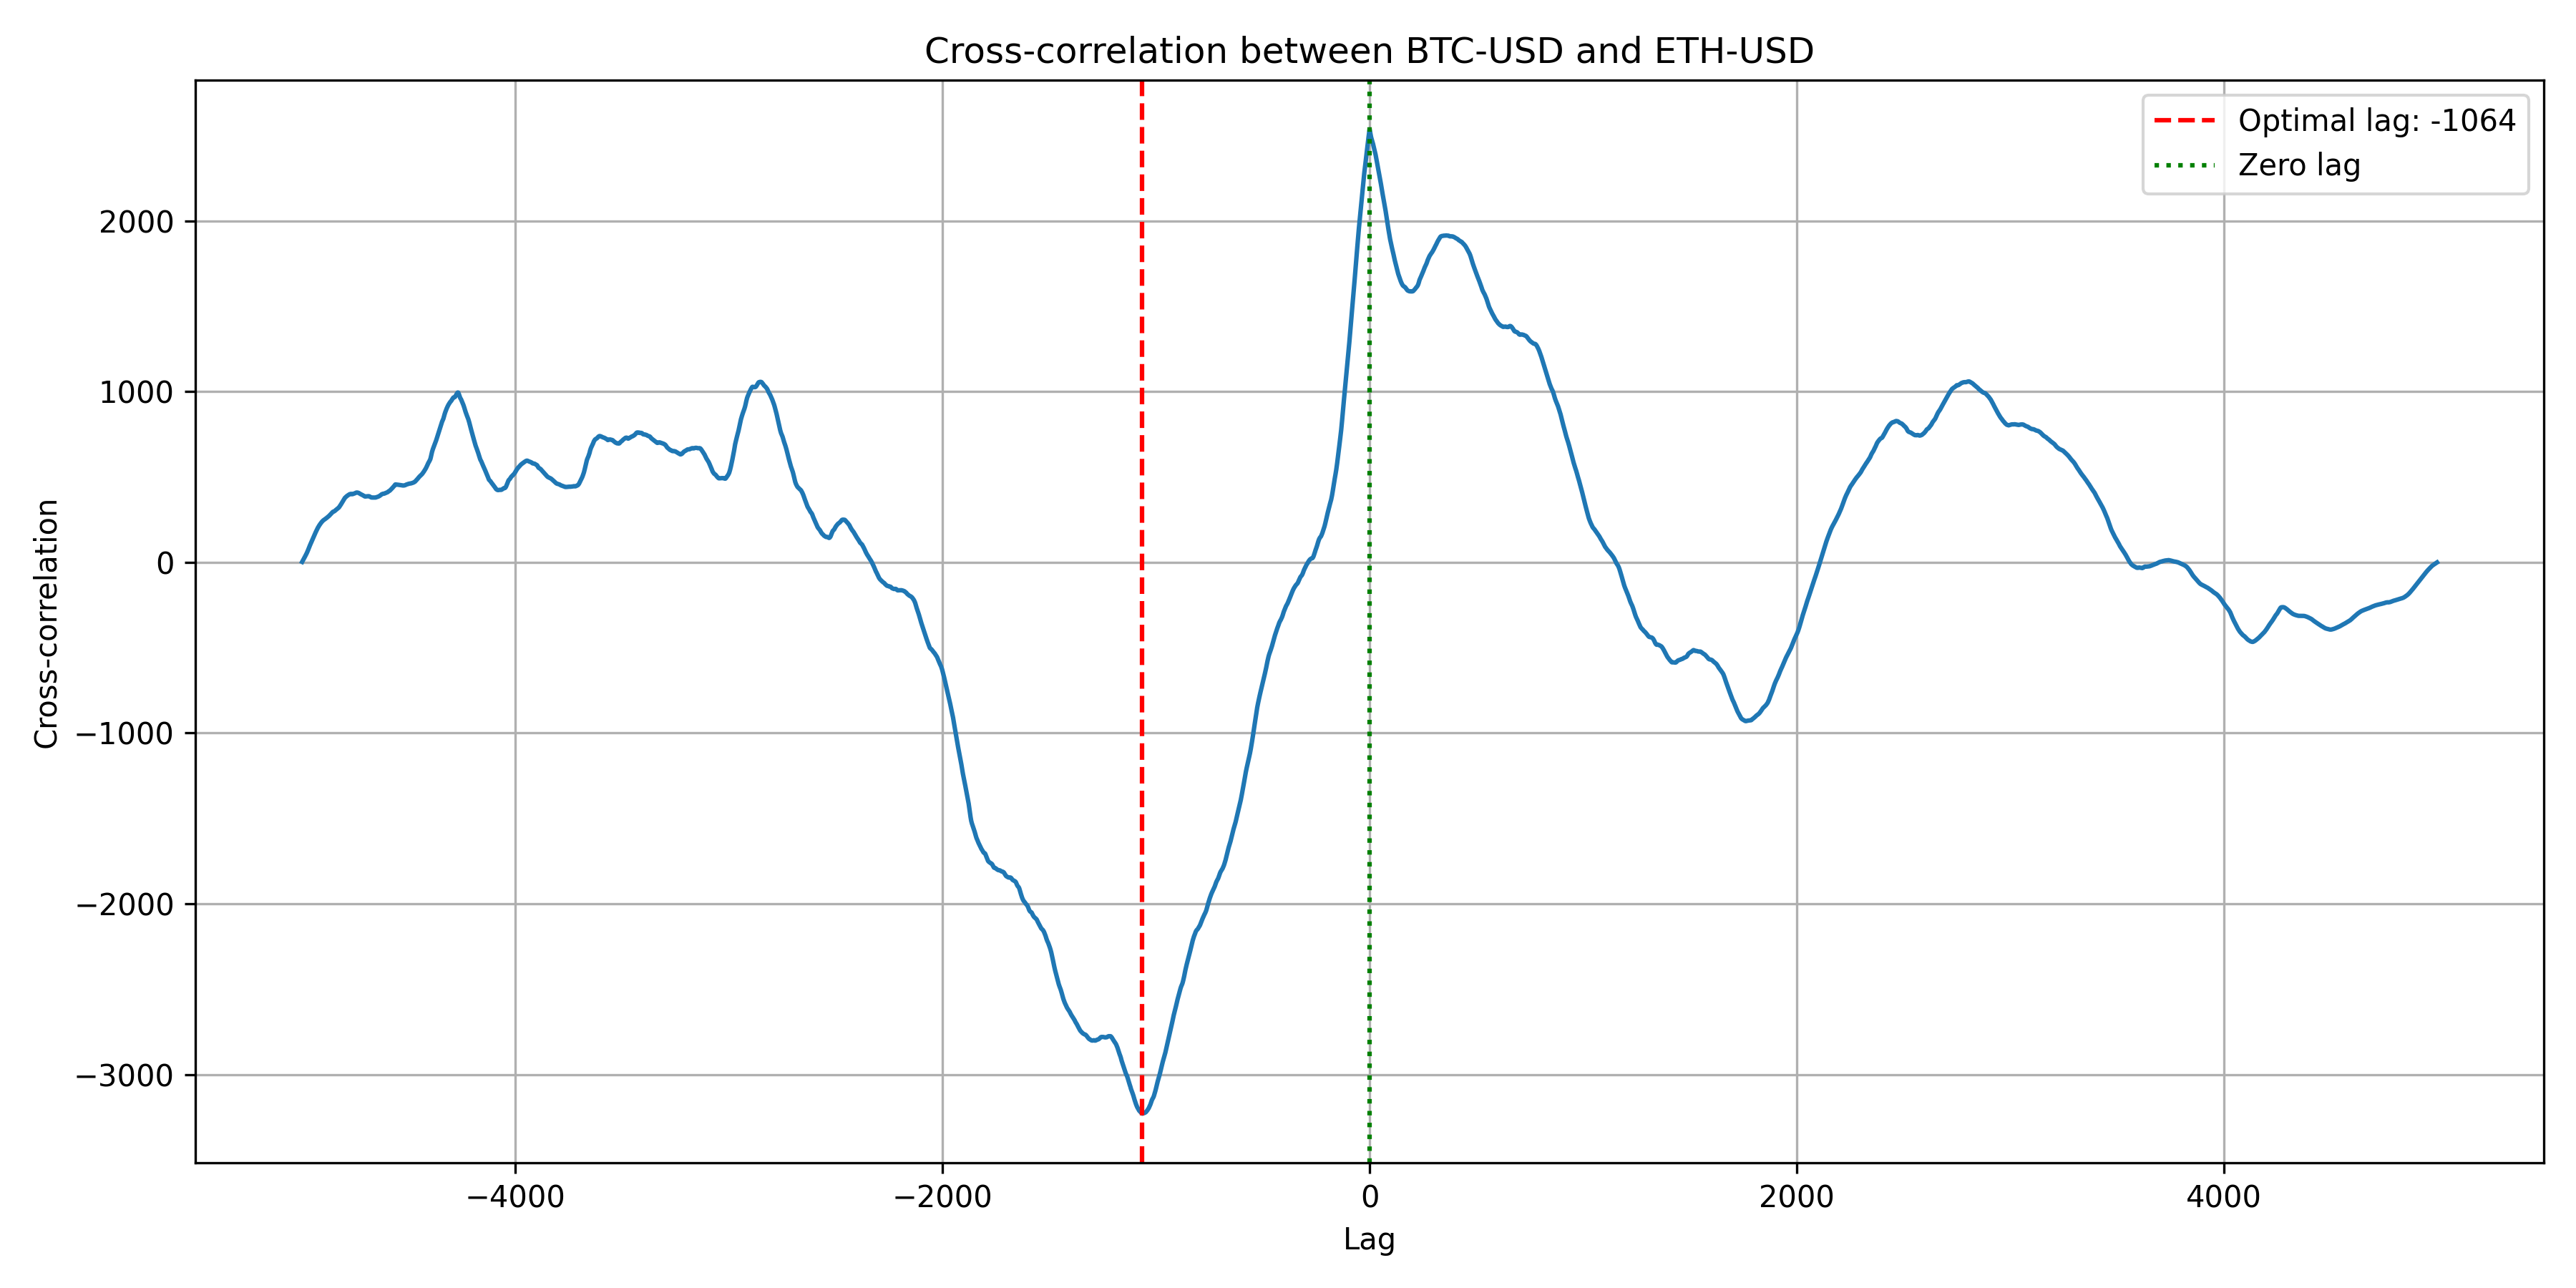 Cross-correlation between BTC-USD and ETH-USD
Optimal lag: -1064
Zero lag
Cross-correlation
2000
1000
0
−1000
−2000
−3000
−4000
−2000
0
2000
4000
Lag